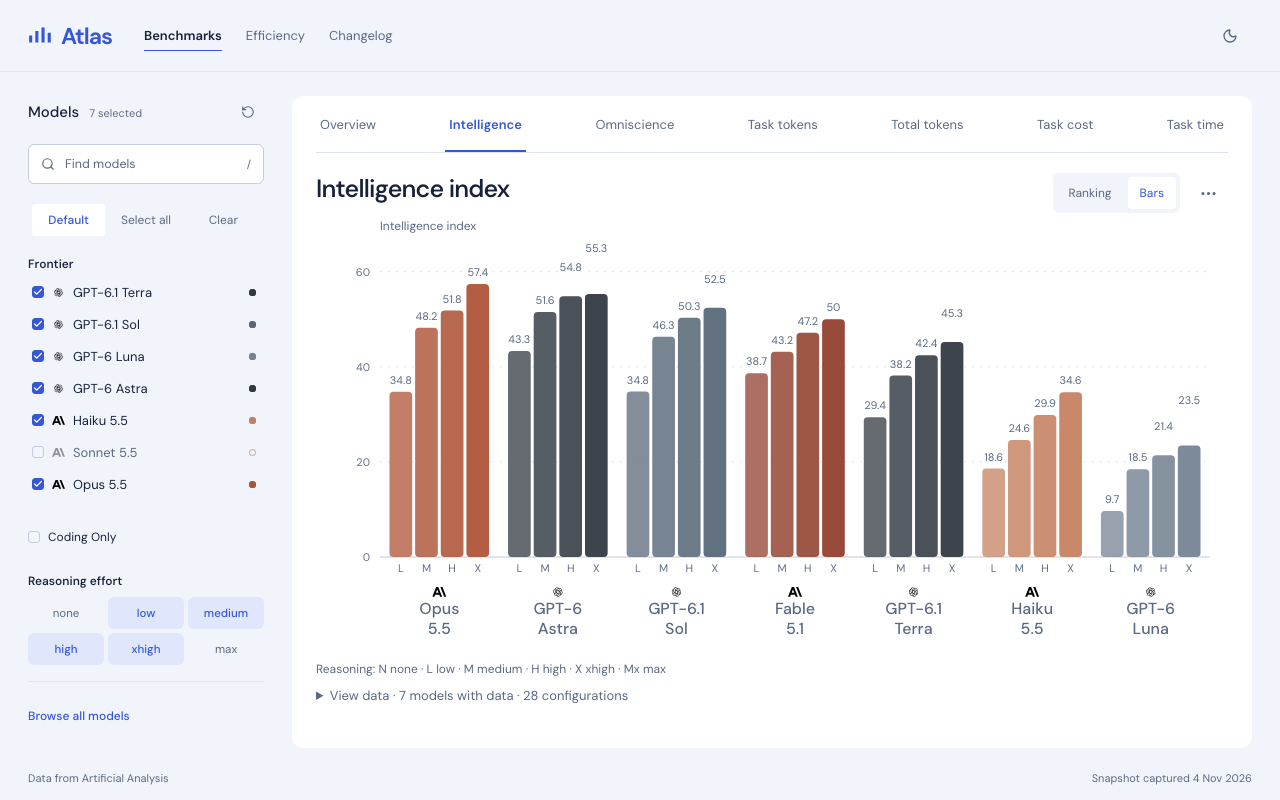 Atlas
Benchmarks Efficiency Changelog
Models 7 selected
Find models /
Default Select all Clear
Frontier
GPT-6.1 Terra
GPT-6.1 Sol
GPT-6 Luna
GPT-6 Astra
Haiku 5.5
Sonnet 5.5
Opus 5.5
Coding Only
Reasoning effort
none low medium
high xhigh max
Browse all models
Overview Intelligence Omniscience Task tokens Total tokens Task cost Task time
Intelligence index
Ranking Bars
Intelligence index
60
40
20
0
34.8 48.2 51.8 57.4
43.3 51.6 54.8 55.3
34.8 46.3 50.3 52.5
38.7 43.2 47.2 50
29.4 38.2 42.4 45.3
18.6 24.6 29.9 34.6
9.7 18.5 21.4 23.5
L M H X L M H X L M H X L M H X L M H X L M H X L M H X
Opus 5.5
GPT-6 Astra
GPT-6.1 Sol
Fable 5.1
GPT-6.1 Terra
Haiku 5.5
GPT-6 Luna
Reasoning: N none · L low · M medium · H high · X xhigh · Mx max
View data · 7 models with data · 28 configurations
Data from Artificial Analysis
Snapshot captured 4 Nov 2026